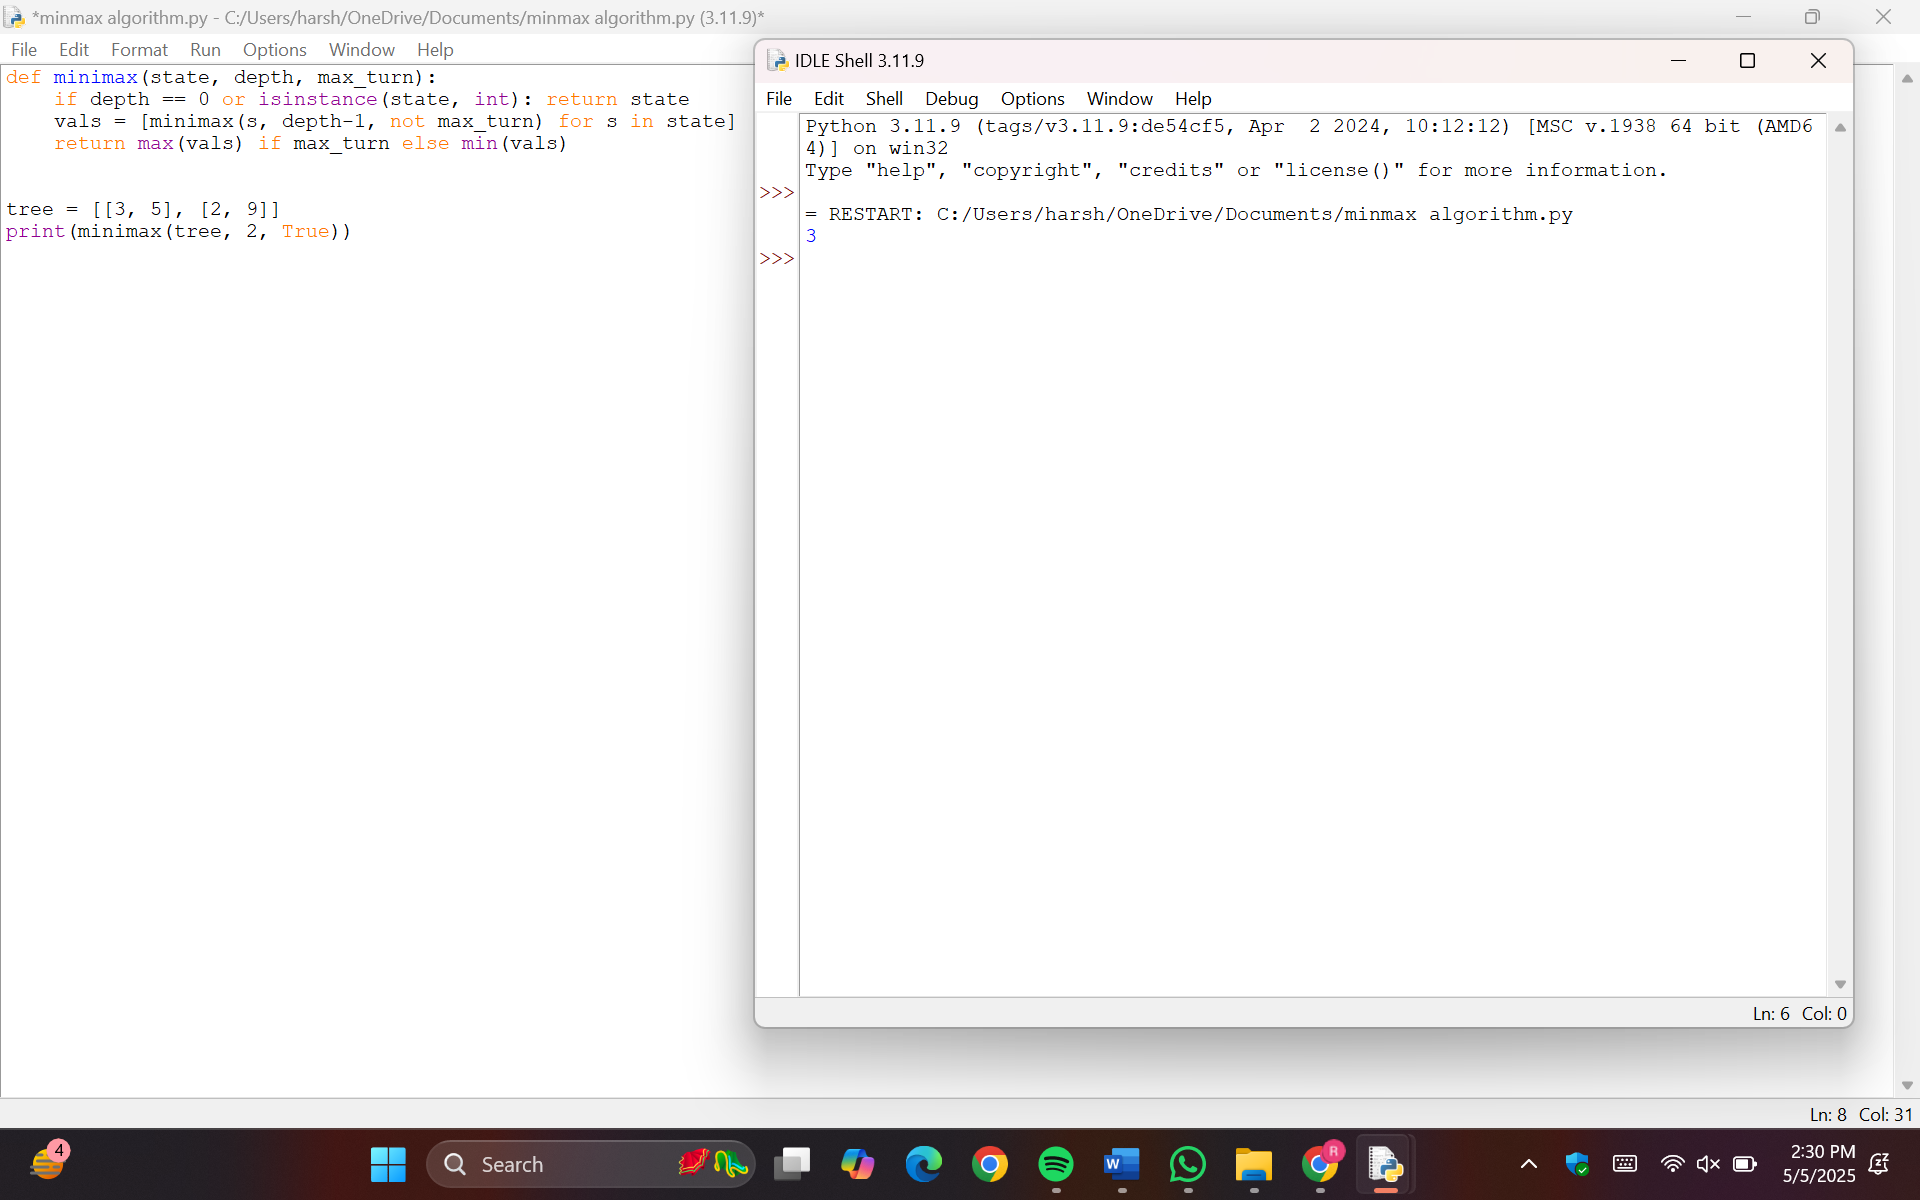 *minmax algorithm.py - C:/Users/harsh/OneDrive/Documents/minmax algorithm.py (3.11.9)*
File Edit Format Run Options Window Help
def minimax(state, depth, max_turn):
    if depth == 0 or isinstance(state, int): return state
    vals = [minimax(s, depth-1, not max_turn) for s in state]
    return max(vals) if max_turn else min(vals)
tree = [[3, 5], [2, 9]]
print(minimax(tree, 2, True))
IDLE Shell 3.11.9
File Edit Shell Debug Options Window Help
Python 3.11.9 (tags/v3.11.9:de54cf5, Apr  2 2024, 10:12:12) [MSC v.1938 64 bit (AMD6
4)] on win32
Type "help", "copyright", "credits" or "license()" for more information.
>>>
= RESTART: C:/Users/harsh/OneDrive/Documents/minmax algorithm.py
3
>>>
Ln: 6 Col: 0
Ln: 8 Col: 31
4
Search
W
R
2:30 PM
5/5/2025